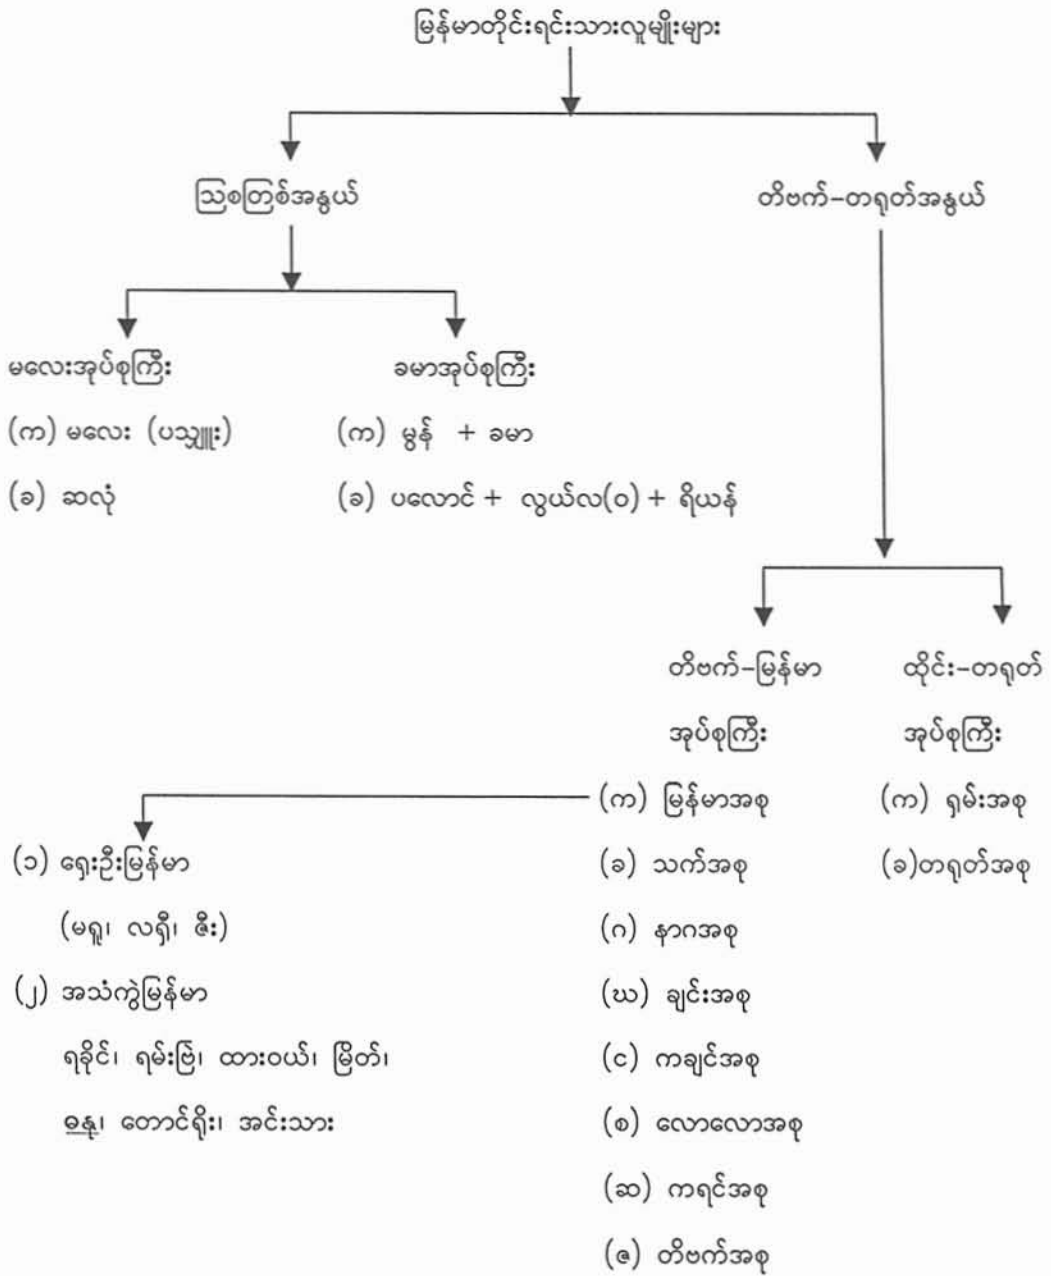 မြန်မာတိုင်းရင်းသားလူမျိုးများ
ဩစတြစ်အနွယ်
တိဗက်-တရုတ်အနွယ်
မလေးအုပ်စုကြီး
(က) မလေး (ပသျှူး)
(ခ) ဆလုံ
ခမာအုပ်စုကြီး
(က) မွန် + ခမာ
(ခ) ပလောင် + လွယ်လ(ဝ) + ရိယန်
တိဗက်-မြန်မာ
အုပ်စုကြီး
(က) မြန်မာအစု
(ခ) သက်အစု
(ဂ) နာဂအစု
(ဃ) ချင်းအစု
(င) ကချင်အစု
(စ) လောလောအစု
(ဆ) ကရင်အစု
(ဇ) တိဗက်အစု
ထိုင်း-တရုတ်
အုပ်စုကြီး
(က) ရှမ်းအစု
(ခ)တရုတ်အစု
(၁) ရှေးဦးမြန်မာ
(မရူ၊ လရှီ၊ ဇီး)
(၂) အသံကွဲမြန်မာ
ရခိုင်၊ ရမ်းဗြဲ၊ ထားဝယ်၊ မြိတ်၊
ဓနု၊ တောင်ရိုး၊ အင်းသား